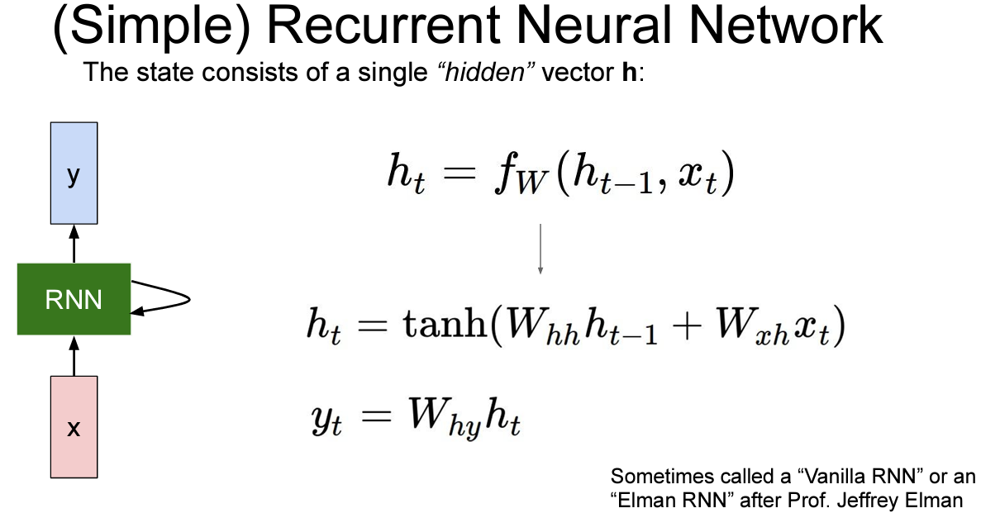 (Simple) Recurrent Neural Network
The state consists of a single “hidden” vector h:
y
RNN
x
h_t = f_W(h_{t-1}, x_t)
h_t = tanh(W_{hh}h_{t-1} + W_{xh}x_t)
y_t = W_{hy}h_t
Sometimes called a “Vanilla RNN” or an
“Elman RNN” after Prof. Jeffrey Elman